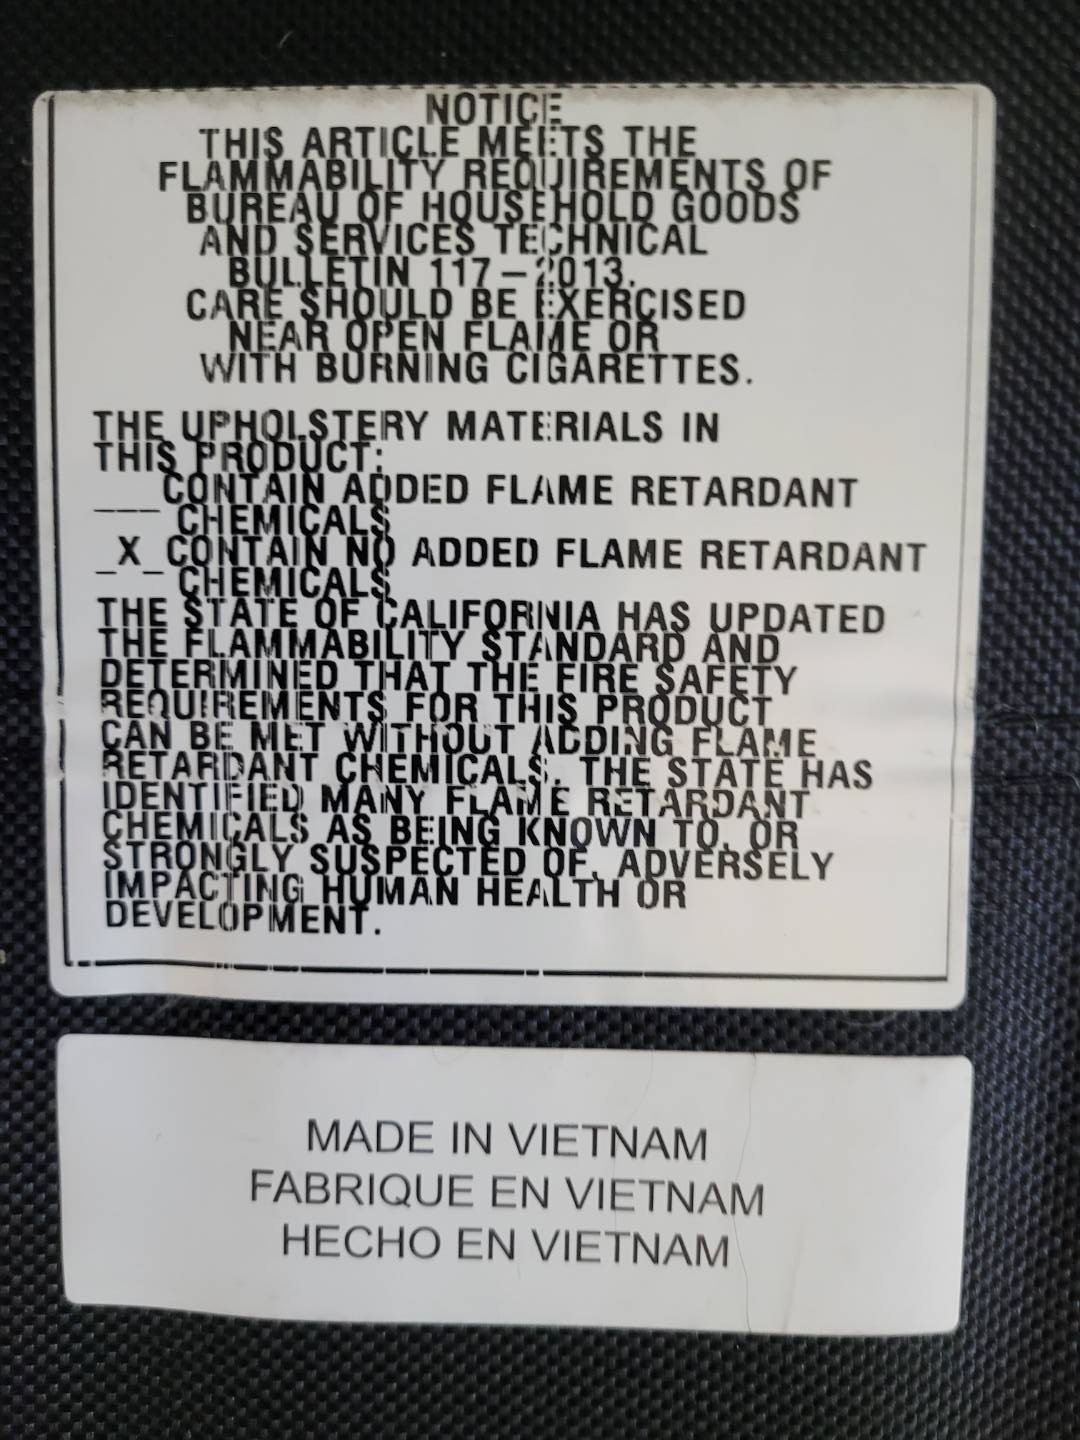 NOTICE
THIS ARTICLE MEETS THE
FLAMMABILITY REQUIREMENTS OF
BUREAU OF HOUSEHOLD GOODS
AND SERVICES TECHNICAL
BULLETIN 117-2013.
CARE SHOULD BE EXERCISED
NEAR OPEN FLAME OR
WITH BURNING CIGARETTES.
THE UPHOLSTERY MATERIALS IN
THIS PRODUCT:
___CONTAIN ADDED FLAME RETARDANT
CHEMICALS
_X_CONTAIN NO ADDED FLAME RETARDANT
CHEMICALS
THE STATE OF CALIFORNIA HAS UPDATED
THE FLAMMABILITY STANDARD AND
DETERMINED THAT THE FIRE SAFETY
REQUIREMENTS FOR THIS PRODUCT
CAN BE MET WITHOUT ADDING FLAME
RETARDANT CHEMICALS. THE STATE HAS
IDENTIFIED MANY FLAME RETARDANT
CHEMICALS AS BEING KNOWN TO, OR
STRONGLY SUSPECTED OF, ADVERSELY
IMPACTING HUMAN HEALTH OR
DEVELOPMENT.
MADE IN VIETNAM
FABRIQUE EN VIETNAM
HECHO EN VIETNAM